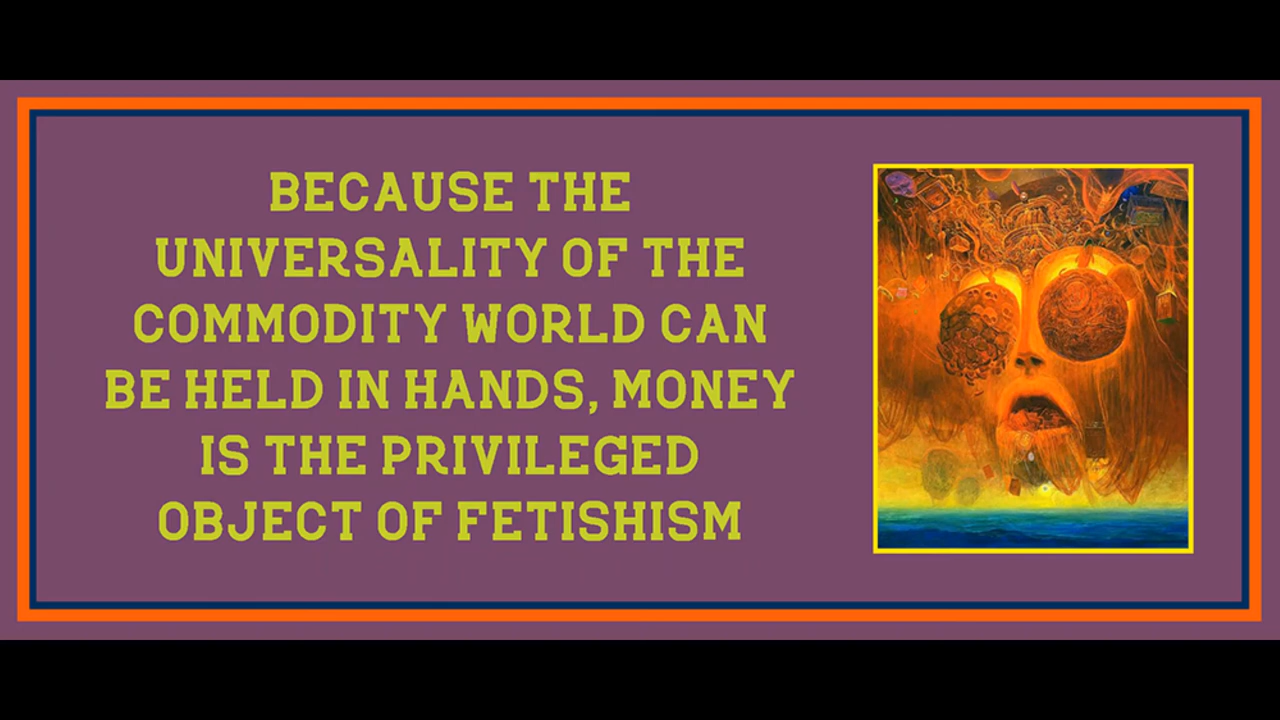 BECAUSE THE
UNIVERSALITY OF THE
COMMODITY WORLD CAN
BE HELD IN HANDS, MONEY
IS THE PRIVILEGED
OBJECT OF FETISHISM